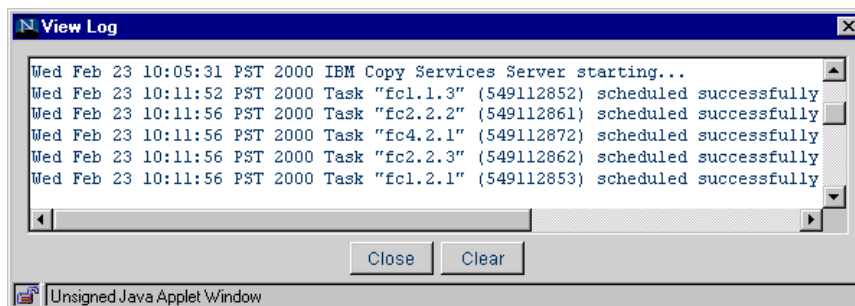 View Log
Wed Feb 23 10:05:31 PST 2000 IBM Copy Services Server starting...
Wed Feb 23 10:11:52 PST 2000 Task "fc1.1.3" (549112852) scheduled successfully
Wed Feb 23 10:11:56 PST 2000 Task "fc2.2.2" (549112861) scheduled successfully
Wed Feb 23 10:11:56 PST 2000 Task "fc4.2.1" (549112872) scheduled successfully
Wed Feb 23 10:11:56 PST 2000 Task "fc2.2.3" (549112862) scheduled successfully
Wed Feb 23 10:11:56 PST 2000 Task "fc1.2.1" (549112853) scheduled successfully
Close Clear
Unsigned Java Applet Window